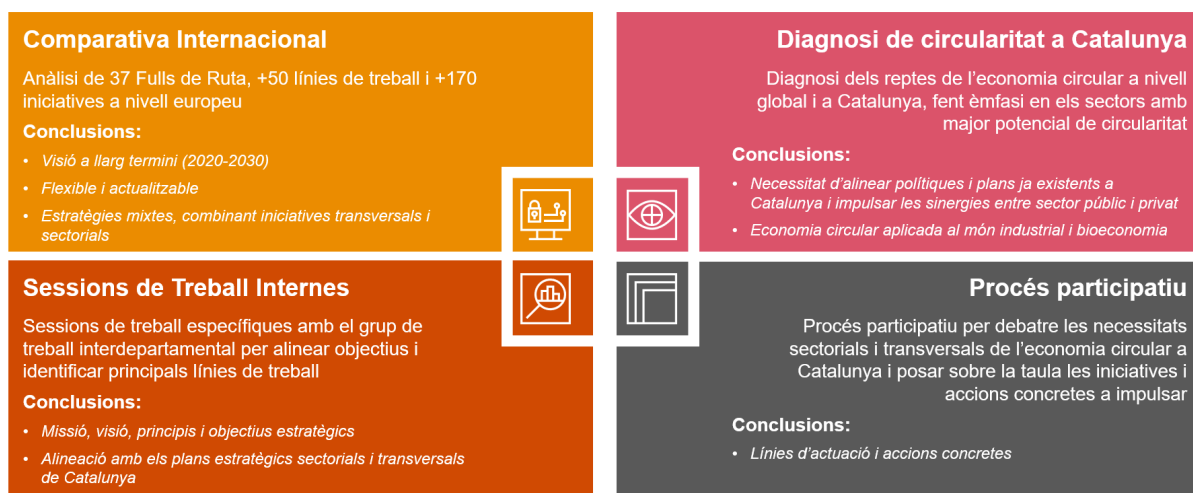 Comparativa Internacional
Anàlisi de 37 Fulls de Ruta, +50 línies de treball i +170
iniciatives a nivell europeu
Conclusions:
• Visió a llarg termini (2020-2030)
• Flexible i actualitzable
• Estratègies mixtes, combinant iniciatives transversals i
sectorials
Diagnosi de circularitat a Catalunya
Diagnosi dels reptes de l’economia circular a nivell
global i a Catalunya, fent èmfasi en els sectors amb
major potencial de circularitat
Conclusions:
• Necessitat d’alinear polítiques i plans ja existents a
Catalunya i impulsar les sinergies entre sector públic i privat
• Economia circular aplicada al món industrial i bioeconomia
Sessions de Treball Internes
Sessions de treball específiques amb el grup de
treball interdepartamental per alinear objectius i
identificar principals línies de treball
Conclusions:
• Missió, visió, principis i objectius estratègics
• Alineació amb els plans estratègics sectorials i transversals
de Catalunya
Procés participatiu
Procés participatiu per debatre les necessitats
sectorials i transversals de l’economia circular a
Catalunya i posar sobre la taula les iniciatives i
accions concretes a impulsar
Conclusions:
• Línies d’actuació i accions concretes